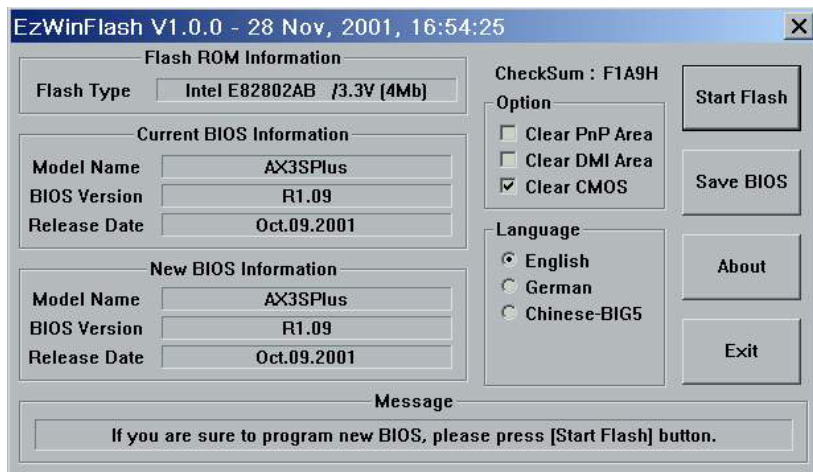 EzWinFlash V1.0.0 - 28 Nov, 2001, 16:54:25
Flash ROM Information
Flash Type Intel E82802AB /3.3V (4Mb)
Current BIOS Information
Model Name AX3SPlus
BIOS Version R1.09
Release Date Oct.09.2001
New BIOS Information
Model Name AX3SPlus
BIOS Version R1.09
Release Date Oct.09.2001
CheckSum : F1A9H
Option
Clear PnP Area
Clear DMI Area
Clear CMOS
Language
English
German
Chinese-BIG5
Start Flash
Save BIOS
About
Exit
Message
If you are sure to program new BIOS, please press [Start Flash] button.